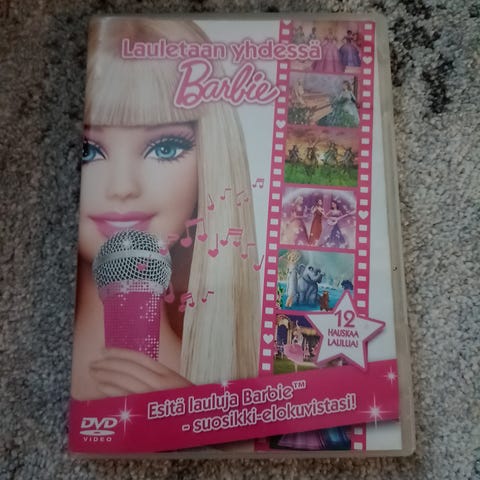 Lauletaan yhdessä
Barbie
12
HAUSKAA
LAULUA!
Esitä lauluja Barbie™
- suosikki-elokuvistasi!
DVD
VIDEO